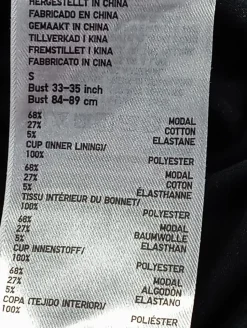 HERGESTELLT IN CHINA
FABRICADO EN CHINA
GEMAAKT IN CHINA
TILLVERKAD I KINA
FREMSTILLET I KINA
FABBRICATO IN CINA
S
Bust 33-35 inch
Bust 84-89 cm
68% MODAL
27% COTTON
5% ELASTANE
CUP (INNER LINING)/
100% POLYESTER
68% MODAL
27% COTON
5% ÉLASTHANNE
TISSU INTÉRIEUR DU BONNET/
100% POLYESTER
68% MODAL
27% BAUMWOLLE
5% ELASTHAN
CUP INNENSTOFF/
100% POLYESTER
68% MODAL
27% ALGODÓN
5% ELASTANO
COPA (TEJIDO INTERIOR)/
100% POLIÉSTER